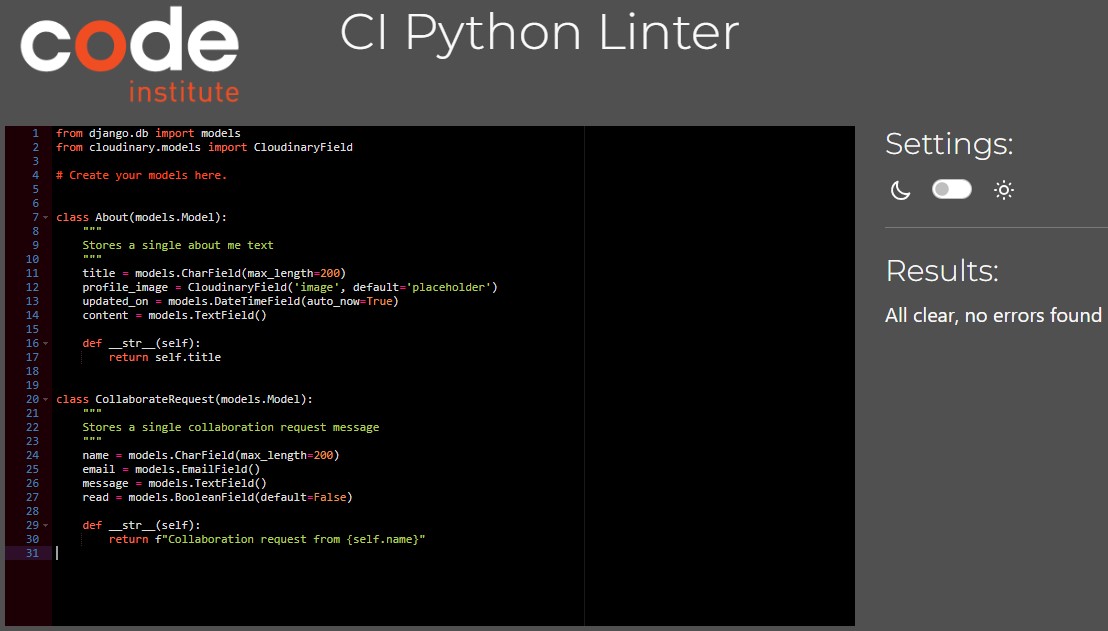 code
institute
CI Python Linter
1 from django.db import models
2 from cloudinary.models import CloudinaryField
3
4 # Create your models here.
5
6
7 class About(models.Model):
8     """
9     Stores a single about me text
10     """
11     title = models.CharField(max_length=200)
12     profile_image = CloudinaryField('image', default='placeholder')
13     updated_on = models.DateTimeField(auto_now=True)
14     content = models.TextField()
15
16     def __str__(self):
17         return self.title
18
19
20 class CollaborateRequest(models.Model):
21     """
22     Stores a single collaboration request message
23     """
24     name = models.CharField(max_length=200)
25     email = models.EmailField()
26     message = models.TextField()
27     read = models.BooleanField(default=False)
28
29     def __str__(self):
30         return f"Collaboration request from {self.name}"
31
Settings:
Results:
All clear, no errors found